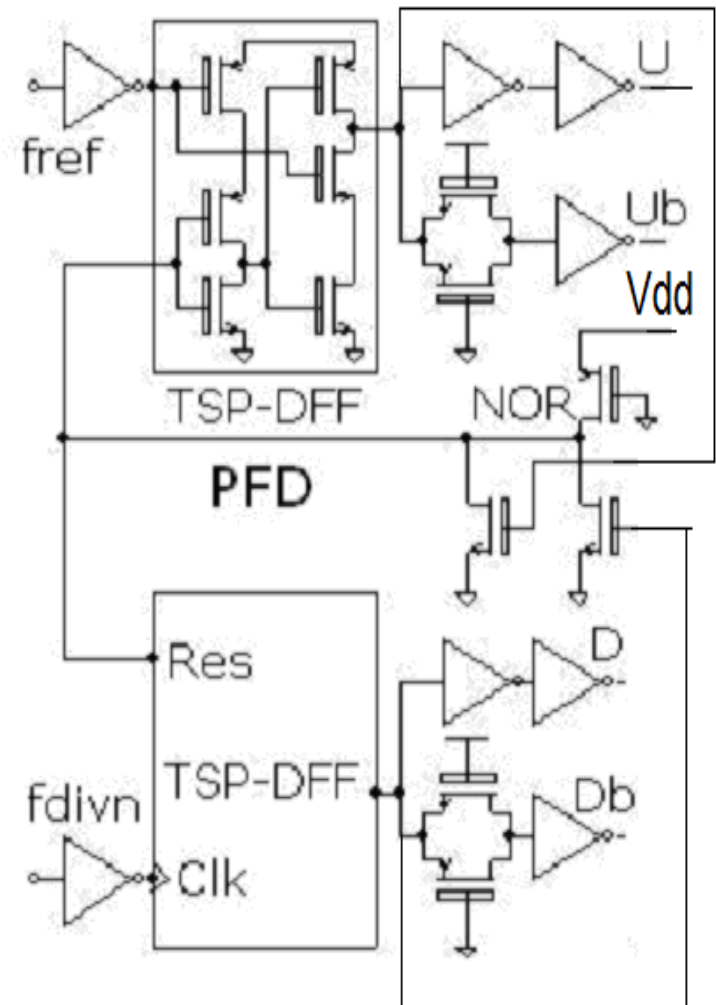 fref
U
Ub
Vdd
TSP-DFF
NOR
PFD
Res
D
TSP-DFF
fdivn
Db
Clk